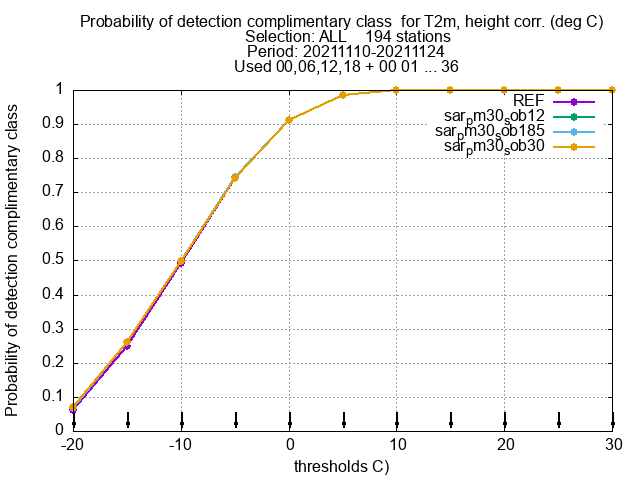 Probability of detection complimentary class  for T2m, height corr. (deg C)
Selection: ALL    194 stations
Period: 20211110-20211124
Used 00,06,12,18 + 00 01 ... 36
Probability of detection complimentary class
1
0.9
0.8
0.7
0.6
0.5
0.4
0.3
0.2
0.1
0
REF
sarpm30sob12
sarpm30sob185
sarpm30sob30
-20 -10 0 10 20 30
thresholds C)